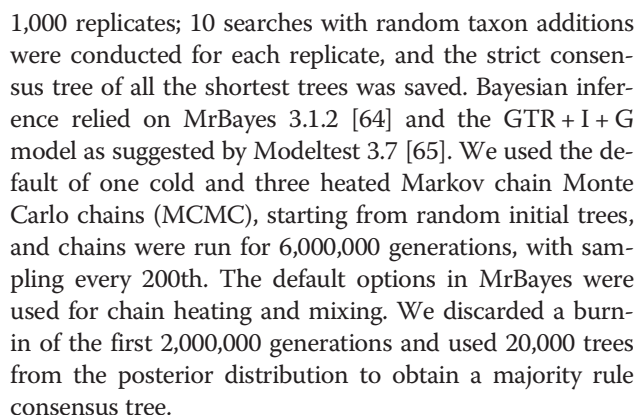 1,000 replicates; 10 searches with random taxon additions
were conducted for each replicate, and the strict consen-
sus tree of all the shortest trees was saved. Bayesian infer-
ence relied on MrBayes 3.1.2 [64] and the GTR + I + G
model as suggested by Modeltest 3.7 [65]. We used the de-
fault of one cold and three heated Markov chain Monte
Carlo chains (MCMC), starting from random initial trees,
and chains were run for 6,000,000 generations, with sam-
pling every 200th. The default options in MrBayes were
used for chain heating and mixing. We discarded a burn-
in of the first 2,000,000 generations and used 20,000 trees
from the posterior distribution to obtain a majority rule
consensus tree.